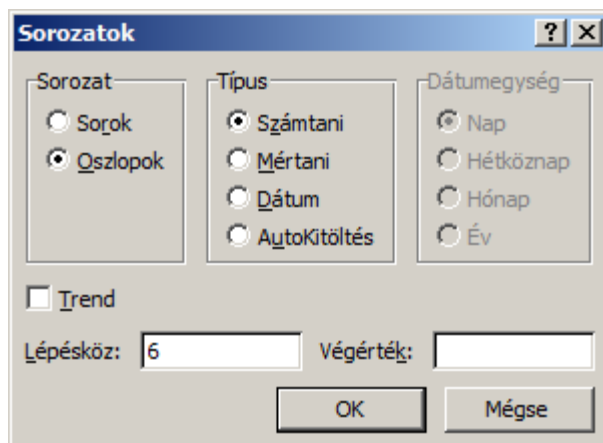 Sorozatok
Sorozat
Sorok
Oszlopok
Típus
Számtani
Mértani
Dátum
AutoKitöltés
Dátumegység
Nap
Hétköznap
Hónap
Év
Trend
Lépésköz: 6 Végérték:
OK Mégse